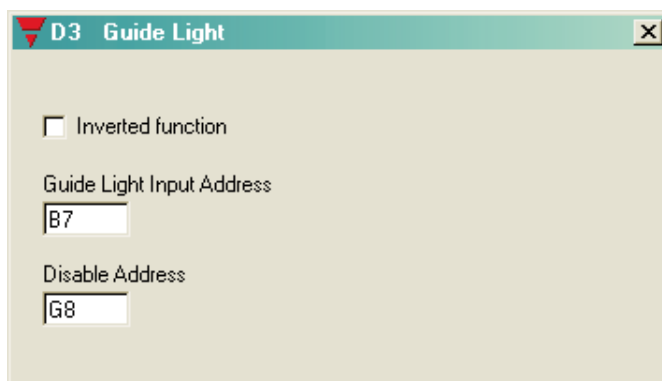 D3 Guide Light
Inverted function
Guide Light Input Address
B7
Disable Address
G8